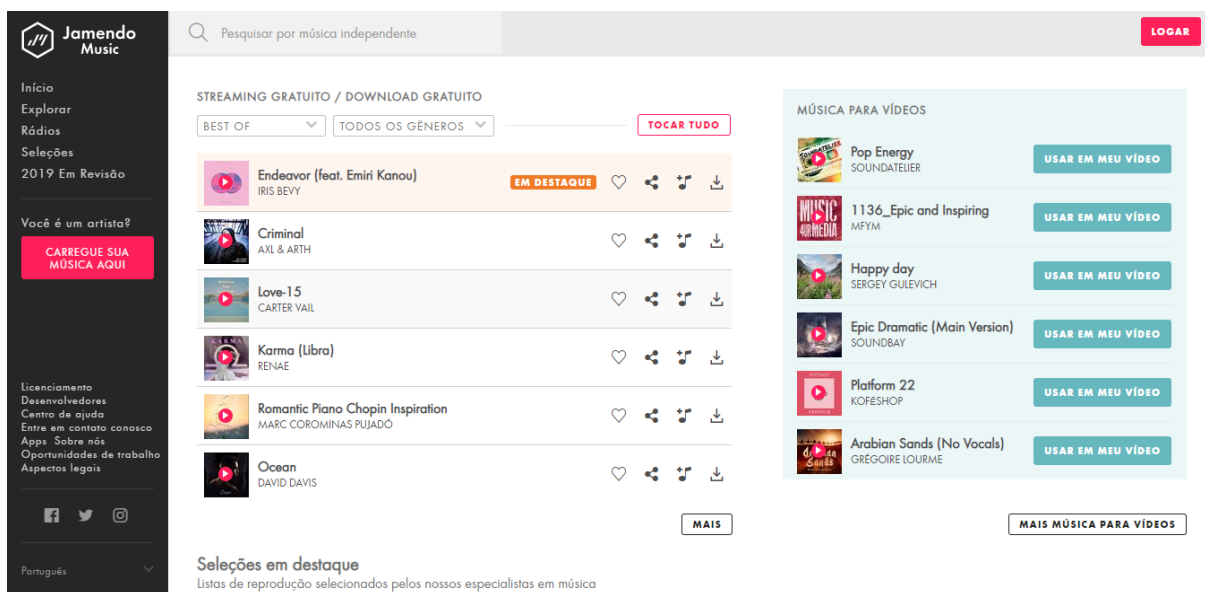 Jamendo
Music
Pesquisar por música independente
LOGAR
Início
Explorar
Rádios
Seleções
2019 Em Revisão
Você é um artista?
CARREGUE SUA
MÚSICA AQUI
Licenciamento
Desenvolvedores
Centro de ajuda
Entre em contato conosco
Apps Sobre nós
Oportunidades de trabalho
Aspectos legais
Português
STREAMING GRATUITO / DOWNLOAD GRATUITO
BEST OF
TODOS OS GÊNEROS
TOCAR TUDO
Endeavor (feat. Emiri Kanou)
IRIS BEVY
EM DESTAQUE
Criminal
AXL & ARTH
Love-15
CARTER VAIL
KARMA
Karma (Libra)
RENAE
Romantic Piano Chopin Inspiration
MARC COROMINAS PUJADÓ
Ocean
DAVID DAVIS
MAIS
Seleções em destaque
Listas de reprodução selecionados pelos nossos especialistas em música
MÚSICA PARA VÍDEOS
SOUNDATELIER
Pop Energy
SOUNDATELIER
USAR EM MEU VÍDEO
MUSIC
4UR MEDIA
1136_Epic and Inspiring
MFYM
USAR EM MEU VÍDEO
Happy day
SERGEY GULEVICH
USAR EM MEU VÍDEO
Epic Dramatic (Main Version)
SOUNDBAY
USAR EM MEU VÍDEO
Platform 22
KOFÉSHOP
USAR EM MEU VÍDEO
Arabian Sands (No Vocals)
GRÉGOIRE LOURME
USAR EM MEU VÍDEO
MAIS MÚSICA PARA VÍDEOS